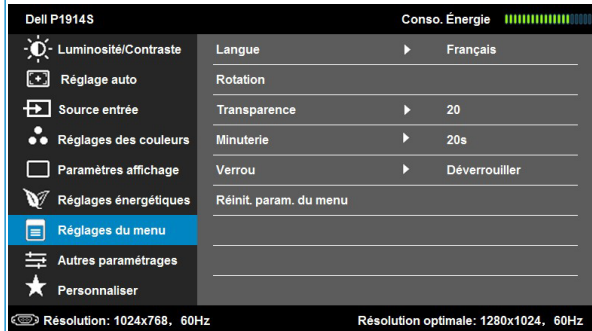 Dell P1914S Conso. Énergie
Luminosité/Contraste
Réglage auto
Source entrée
Réglages des couleurs
Paramètres affichage
Réglages énergétiques
Réglages du menu
Autres paramétrages
Personnaliser
Langue Français
Rotation
Transparence 20
Minuterie 20s
Verrou Déverrouiller
Réinit. param. du menu
Résolution: 1024x768, 60Hz Résolution optimale: 1280x1024, 60Hz